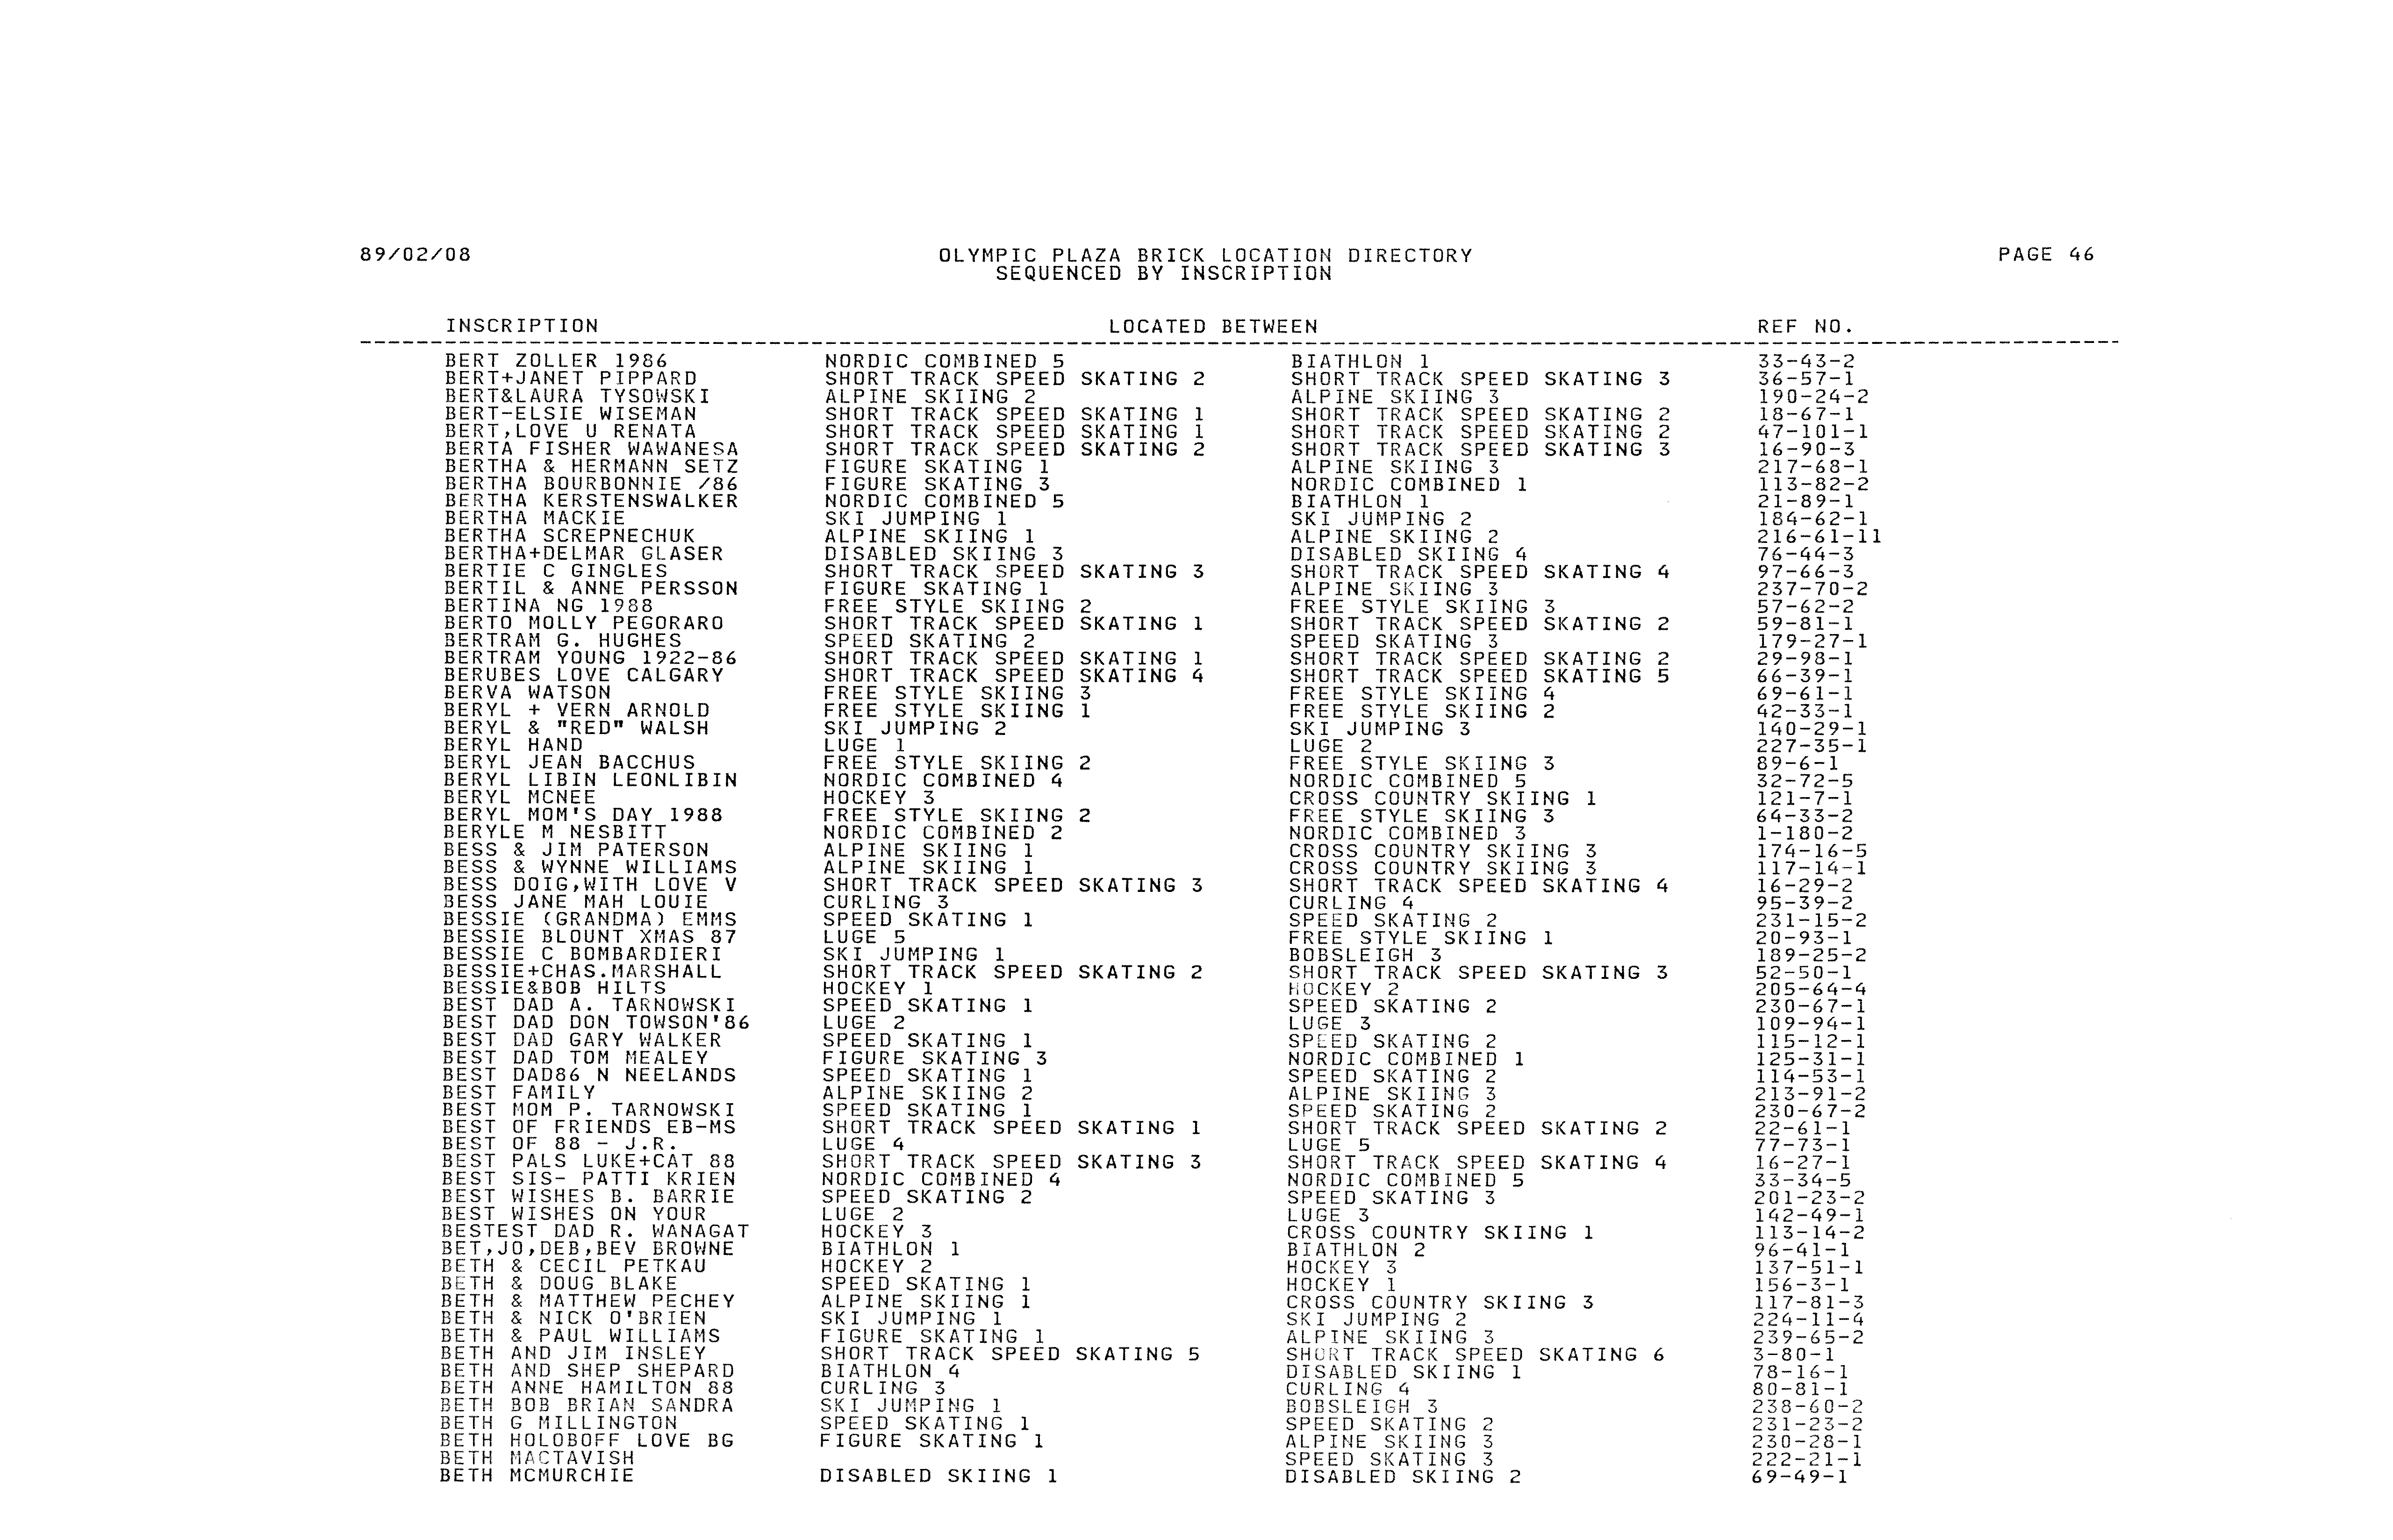 89/02/08 OLYMPIC PLAZA BRICK LOCATION DIRECTORY PAGE 46
SEQUENCED BY INSCRIPTION
INSCRIPTION LOCATED BETWEEN REF NO.
BERT ZOLLER 1986 NORDIC COMBINED 5 BIATHLON 1 33-43-2
BERT+JANET PIPPARD SHORT TRACK SPEED SKATING 2 SHORT TRACK SPEED SKATING 3 36-57-1
BERT&LAURA TYSOWSKI ALPINE SKIING 2 ALPINE SKIING 3 190-24-2
BERT-ELSIE WISEMAN SHORT TRACK SPEED SKATING 1 SHORT TRACK SPEED SKATING 2 18-67-1
BERT,LOVE U RENATA SHORT TRACK SPEED SKATING 1 SHORT TRACK SPEED SKATING 2 47-101-1
BERTA FISHER WAWANESA SHORT TRACK SPEED SKATING 2 SHORT TRACK SPEED SKATING 3 16-90-3
BERTHA & HERMANN SETZ FIGURE SKATING 1 ALPINE SKIING 3 217-68-1
BERTHA BOURBONNIE /86 FIGURE SKATING 3 NORDIC COMBINED 1 113-82-2
BERTHA KERSTENSWALKER NORDIC COMBINED 5 BIATHLON 1 21-89-1
BERTHA MACKIE SKI JUMPING 1 SKI JUMPING 2 184-62-1
BERTHA SCREPNECHUK ALPINE SKIING 1 ALPINE SKIING 2 216-61-11
BERTHA+DELMAR GLASER DISABLED SKIING 3 DISABLED SKIING 4 76-44-3
BERTIE C GINGLES SHORT TRACK SPEED SKATING 3 SHORT TRACK SPEED SKATING 4 97-66-3
BERTIL & ANNE PERSSON FIGURE SKATING 1 ALPINE SKIING 3 237-70-2
BERTINA NG 1988 FREE STYLE SKIING 2 FREE STYLE SKIING 3 57-62-2
BERTO MOLLY PEGORARO SHORT TRACK SPEED SKATING 1 SHORT TRACK SPEED SKATING 2 59-81-1
BERTRAM G. HUGHES SPEED SKATING 2 SPEED SKATING 3 179-27-1
BERTRAM YOUNG 1922-86 SHORT TRACK SPEED SKATING 1 SHORT TRACK SPEED SKATING 2 29-98-1
BERUBES LOVE CALGARY SHORT TRACK SPEED SKATING 4 SHORT TRACK SPEED SKATING 5 66-39-1
BERVA WATSON FREE STYLE SKIING 3 FREE STYLE SKIING 4 69-61-1
BERYL + VERN ARNOLD FREE STYLE SKIING 1 FREE STYLE SKIING 2 42-33-1
BERYL & "RED" WALSH SKI JUMPING 2 SKI JUMPING 3 140-29-1
BERYL HAND LUGE 1 LUGE 2 227-35-1
BERYL JEAN BACCHUS FREE STYLE SKIING 2 FREE STYLE SKIING 3 89-6-1
BERYL LIBIN LEONLIBIN NORDIC COMBINED 4 NORDIC COMBINED 5 32-72-5
BERYL MCNEE HOCKEY 3 CROSS COUNTRY SKIING 1 121-7-1
BERYL MOM'S DAY 1988 FREE STYLE SKIING 2 FREE STYLE SKIING 3 64-33-2
BERYLE M NESBITT NORDIC COMBINED 2 NORDIC COMBINED 3 1-180-2
BESS & JIM PATERSON ALPINE SKIING 1 CROSS COUNTRY SKIING 3 174-16-5
BESS & WYNNE WILLIAMS ALPINE SKIING 1 CROSS COUNTRY SKIING 3 117-14-1
BESS DOIG,WITH LOVE V SHORT TRACK SPEED SKATING 3 SHORT TRACK SPEED SKATING 4 16-29-2
BESS JANE MAH LOUIE CURLING 3 CURLING 4 95-39-2
BESSIE (GRANDMA) EMMS SPEED SKATING 1 SPEED SKATING 2 231-15-2
BESSIE BLOUNT XMAS 87 LUGE 5 FREE STYLE SKIING 1 20-93-1
BESSIE C BOMBARDIERI SKI JUMPING 1 BOBSLEIGH 3 189-25-2
BESSIE+CHAS.MARSHALL SHORT TRACK SPEED SKATING 2 SHORT TRACK SPEED SKATING 3 52-50-1
BESSIE&BOB HILTS HOCKEY 1 HOCKEY 2 205-64-4
BEST DAD A. TARNOWSKI SPEED SKATING 1 SPEED SKATING 2 230-67-1
BEST DAD DON TOWSON'86 LUGE 2 LUGE 3 109-94-1
BEST DAD GARY WALKER SPEED SKATING 1 SPEED SKATING 2 115-12-1
BEST DAD TOM MEALEY FIGURE SKATING 3 NORDIC COMBINED 1 125-31-1
BEST DAD86 N NEELANDS SPEED SKATING 1 SPEED SKATING 2 114-53-1
BEST FAMILY ALPINE SKIING 2 ALPINE SKIING 3 213-91-2
BEST MOM P. TARNOWSKI SPEED SKATING 1 SPEED SKATING 2 230-67-2
BEST OF FRIENDS EB-MS SHORT TRACK SPEED SKATING 1 SHORT TRACK SPEED SKATING 2 22-61-1
BEST OF 88 - J.R. LUGE 4 LUGE 5 77-73-1
BEST PALS LUKE+CAT 88 SHORT TRACK SPEED SKATING 3 SHORT TRACK SPEED SKATING 4 16-27-1
BEST SIS- PATTI KRIEN NORDIC COMBINED 4 NORDIC COMBINED 5 33-34-5
BEST WISHES B. BARRIE SPEED SKATING 2 SPEED SKATING 3 201-23-2
BEST WISHES ON YOUR LUGE 2 LUGE 3 142-49-1
BESTEST DAD R. WANAGAT HOCKEY 3 CROSS COUNTRY SKIING 1 113-14-2
BET,JO,DEB,BEV BROWNE BIATHLON 1 BIATHLON 2 96-41-1
BETH & CECIL PETKAU HOCKEY 2 HOCKEY 3 137-51-1
BETH & DOUG BLAKE SPEED SKATING 1 HOCKEY 1 156-3-1
BETH & MATTHEW PECHEY ALPINE SKIING 1 CROSS COUNTRY SKIING 3 117-81-3
BETH & NICK O'BRIEN SKI JUMPING 1 SKI JUMPING 2 224-11-4
BETH & PAUL WILLIAMS FIGURE SKATING 1 ALPINE SKIING 3 239-65-2
BETH AND JIM INSLEY SHORT TRACK SPEED SKATING 5 SHORT TRACK SPEED SKATING 6 3-80-1
BETH AND SHEP SHEPARD BIATHLON 4 DISABLED SKIING 1 78-16-1
BETH ANNE HAMILTON 88 CURLING 3 CURLING 4 80-81-1
BETH BOB BRIAN SANDRA SKI JUMPING 1 BOBSLEIGH 3 238-60-2
BETH G MILLINGTON SPEED SKATING 1 SPEED SKATING 2 231-23-2
BETH HOLOBOFF LOVE BG FIGURE SKATING 1 ALPINE SKIING 3 230-28-1
BETH MACTAVISH SPEED SKATING 3 222-21-1
BETH MCMURCHIE DISABLED SKIING 1 DISABLED SKIING 2 69-49-1